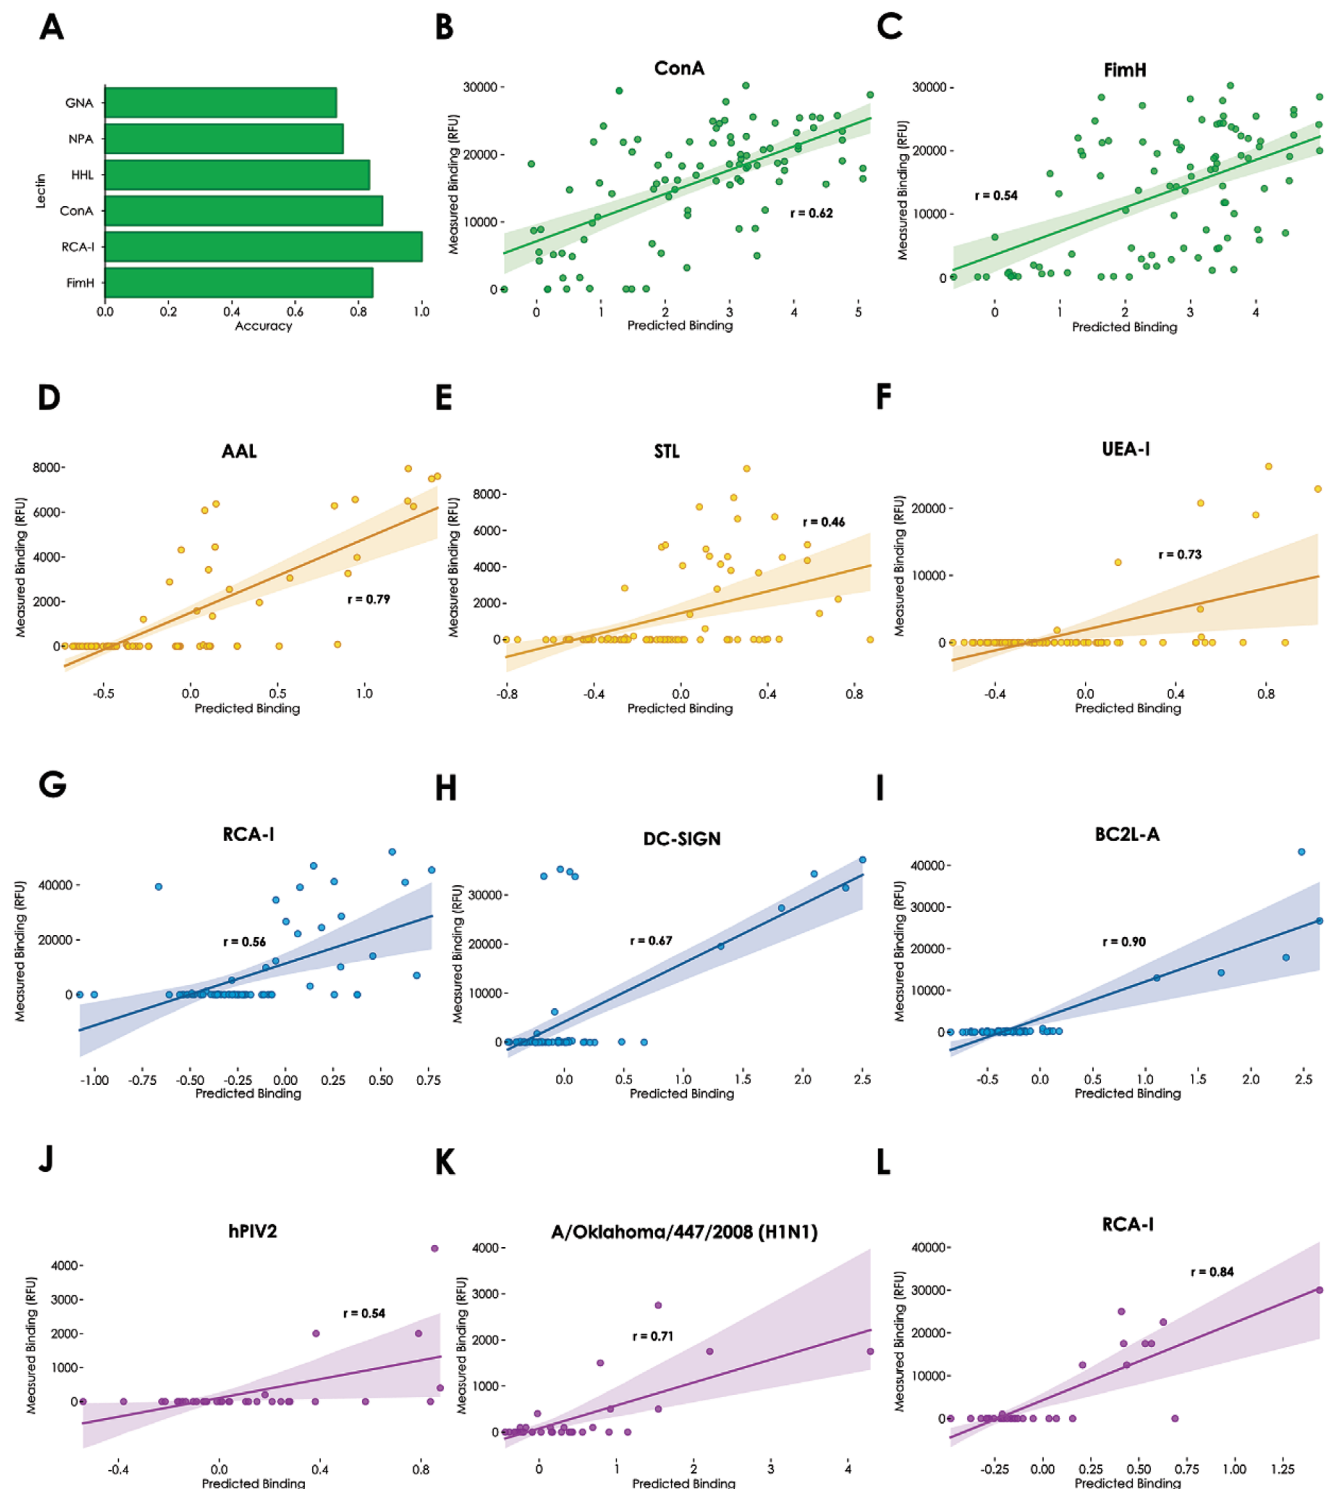 A
GNA
NPA
HHL
ConA
RCA-I
FimH
Lectin
0.0 0.2 0.4 0.6 0.8 1.0
Accuracy
B
ConA
30000
20000
10000
0
Measured Binding (RFU)
r = 0.62
0 1 2 3 4 5
Predicted Binding
C
FimH
30000
20000
10000
0
Measured Binding (RFU)
r = 0.54
0 1 2 3 4
Predicted Binding
D
AAL
8000
6000
4000
2000
0
Measured Binding (RFU)
r = 0.79
-0.5 0.0 0.5 1.0
Predicted Binding
E
STL
8000
6000
4000
2000
0
Measured Binding (RFU)
r = 0.46
-0.8 -0.4 0.0 0.4 0.8
Predicted Binding
F
UEA-I
20000
10000
0
Measured Binding (RFU)
r = 0.73
-0.4 0.0 0.4 0.8
Predicted Binding
G
RCA-I
40000
20000
0
Measured Binding (RFU)
r = 0.56
-1.00 -0.75 -0.50 -0.25 0.00 0.25 0.50 0.75
Predicted Binding
H
DC-SIGN
30000
20000
10000
0
Measured Binding (RFU)
r = 0.67
0.0 0.5 1.0 1.5 2.0 2.5
Predicted Binding
I
BC2L-A
40000
30000
20000
10000
0
Measured Binding (RFU)
r = 0.90
-0.5 0.0 0.5 1.0 1.5 2.0 2.5
Predicted Binding
J
hPIV2
4000
3000
2000
1000
0
Measured Binding (RFU)
r = 0.54
-0.4 0.0 0.4 0.8
Predicted Binding
K
A/Oklahoma/447/2008 (H1N1)
4000
3000
2000
1000
0
Measured Binding (RFU)
r = 0.71
0 1 2 3 4
Predicted Binding
L
RCA-I
40000
30000
20000
10000
0
Measured Binding (RFU)
r = 0.84
-0.25 0.00 0.25 0.50 0.75 1.00 1.25
Predicted Binding